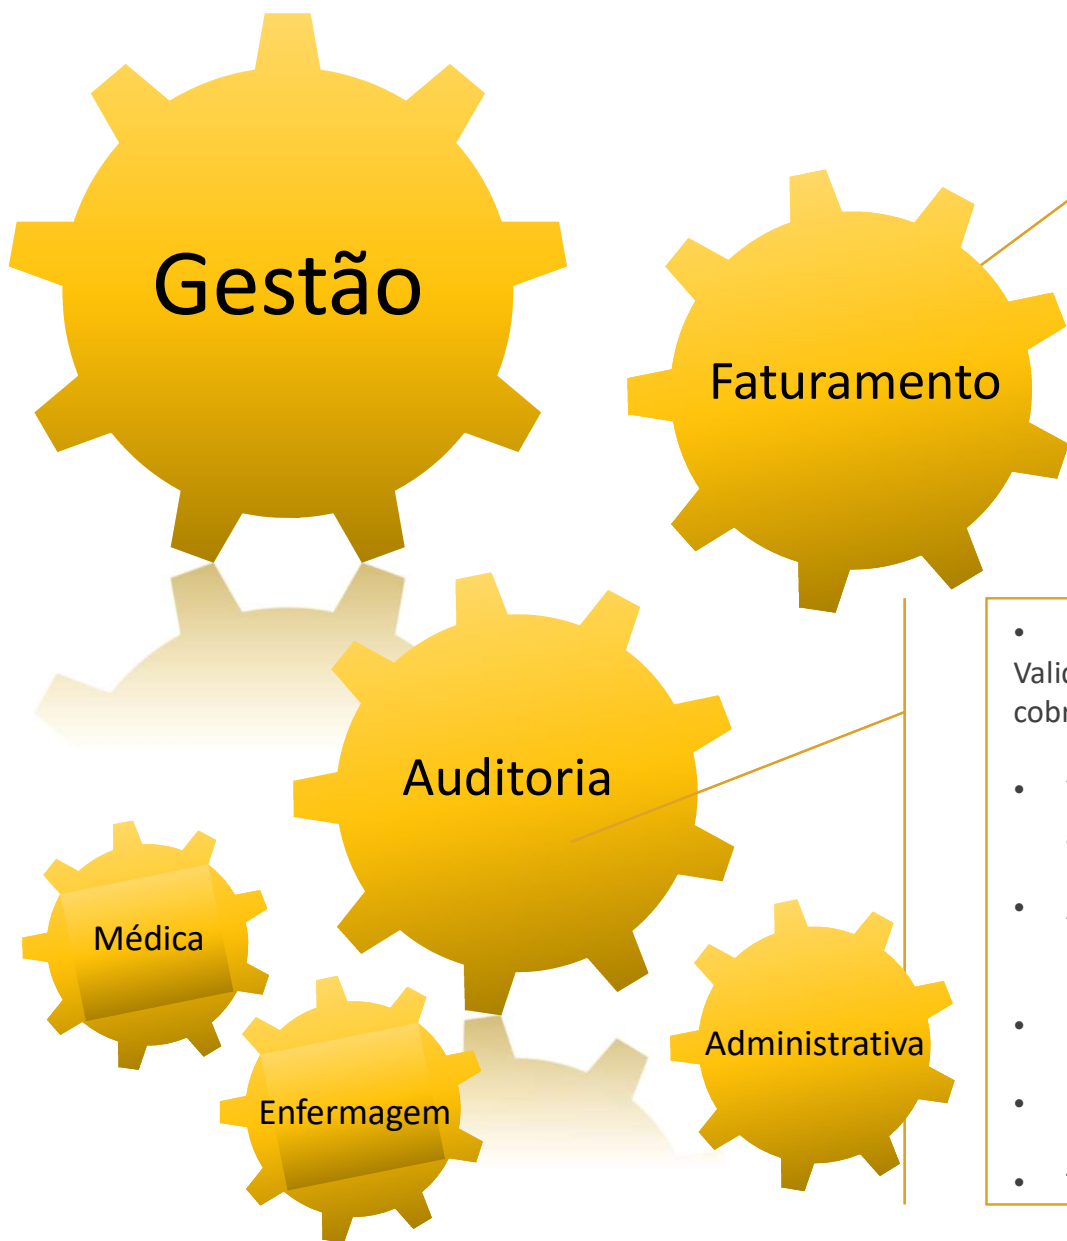 Gestão
Faturamento
Auditoria
Médica
Enfermagem
Administrativa
•
•
•
•
•
•